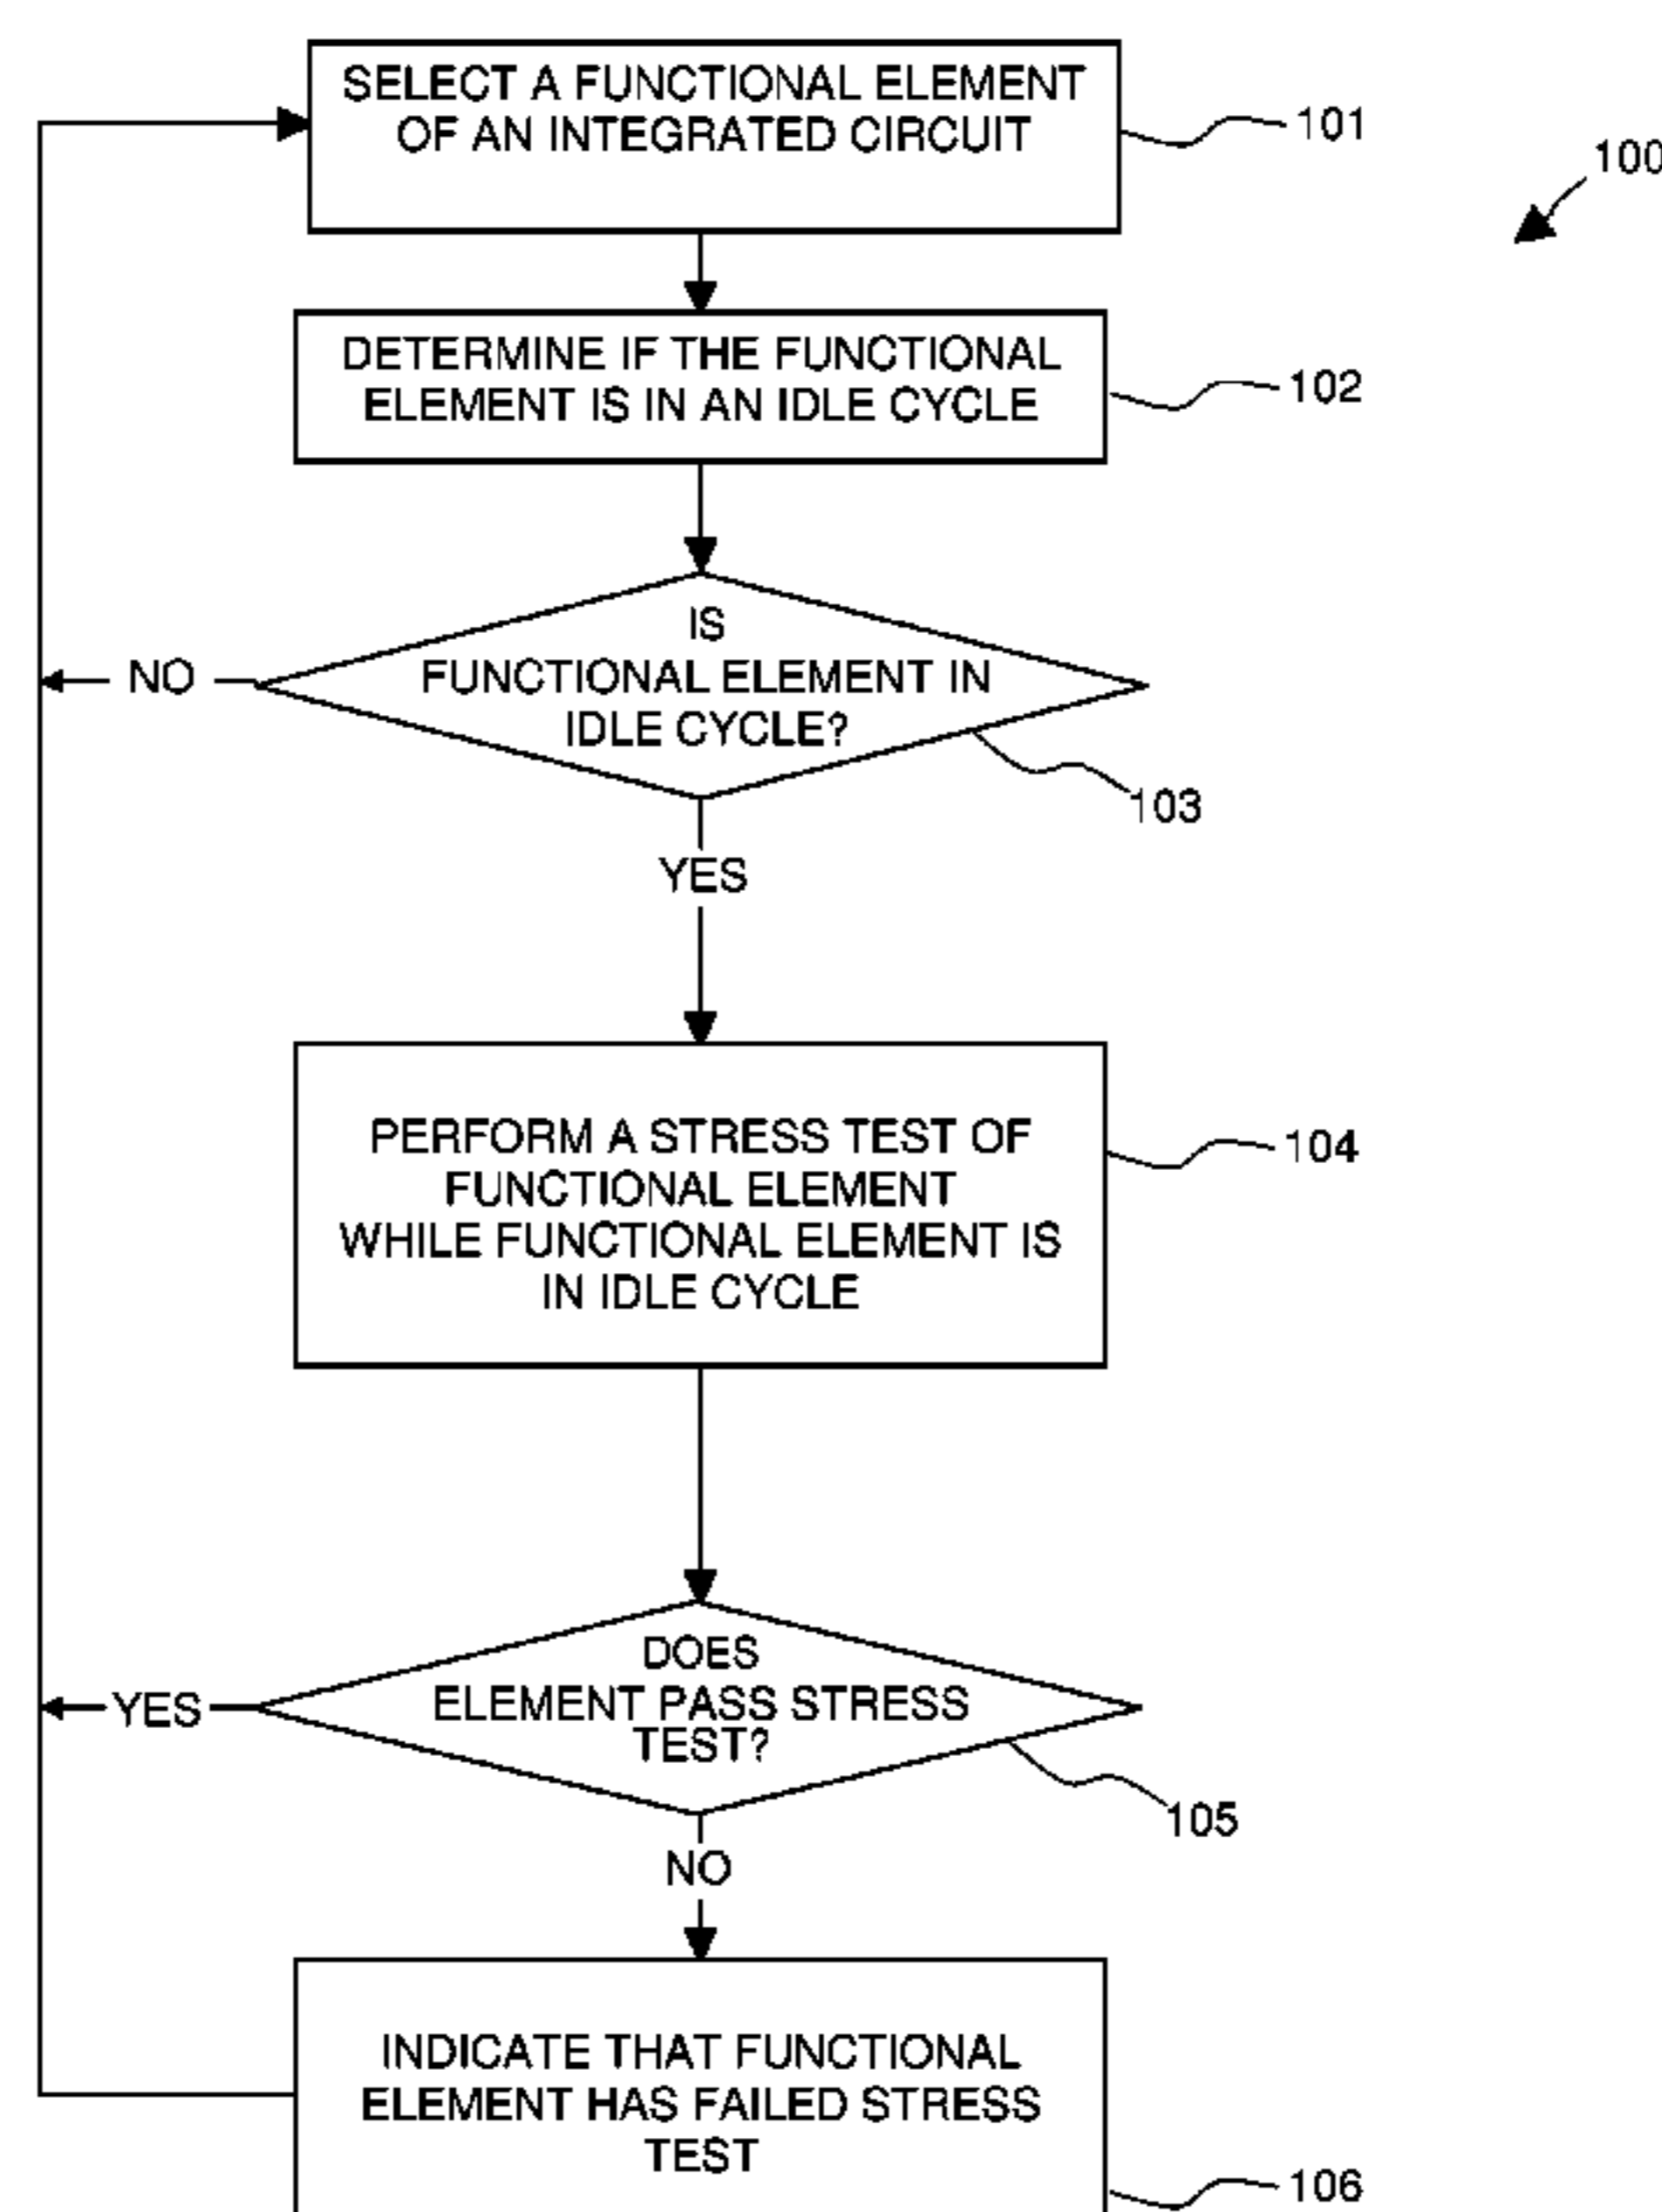 SELECT A FUNCTIONAL ELEMENT
OF AN INTEGRATED CIRCUIT
101
100
DETERMINE IF THE FUNCTIONAL
ELEMENT IS IN AN IDLE CYCLE
102
IS
FUNCTIONAL ELEMENT IN
IDLE CYCLE?
NO
103
YES
PERFORM A STRESS TEST OF
FUNCTIONAL ELEMENT
WHILE FUNCTIONAL ELEMENT IS
IN IDLE CYCLE
104
DOES
ELEMENT PASS STRESS
TEST?
YES
105
NO
INDICATE THAT FUNCTIONAL
ELEMENT HAS FAILED STRESS
TEST
106